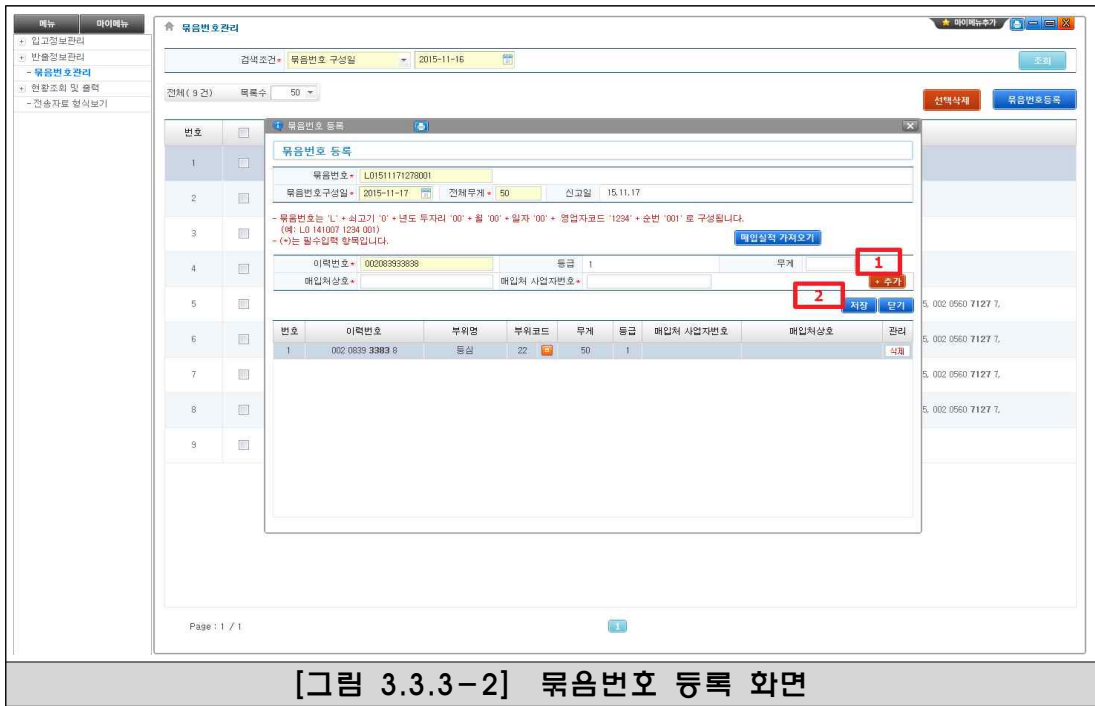 메뉴 마이메뉴
+ 입고정보관리
+ 반출정보관리
- 묶음번호관리
+ 현황조회 및 출력
- 전송자료 형식보기
묶음번호관리
마이메뉴추가
검색조건* 묶음번호 구성일 2015-11-16 조회
전체( 9 건) 목록수 50 선택삭제 묶음번호등록
번호
1
2
3
4
5 5, 002 0560 7127 7,
6 5, 002 0560 7127 7,
7 5, 002 0560 7127 7,
8 5, 002 0560 7127 7,
9
묶음번호 등록
묶음번호 등록
묶음번호* L01511171278001
묶음번호구성일* 2015-11-17 전체무게* 50 신고일 15.11.17
- 묶음번호는 'L' + 쇠고기 '0' + 년도 두자리 '00' + 월 '00' + 일자 '00' + 영업자코드 '1234' + 순번 '001' 로 구성됩니다.
(예: L0 141007 1234 001)
- (*)는 필수입력 항목입니다.
매입실적 가져오기
이력번호* 002083933838 등급 1 무게 1
매입처상호* 매입처 사업자번호* + 추가
2 저장 닫기
번호 이력번호 부위명 부위코드 무게 등급 매입처 사업자번호 매입처상호 관리
1 002 0839 3383 8 등심 22 50 1 삭제
Page : 1 / 1 1
[그림 3.3.3-2] 묶음번호 등록 화면